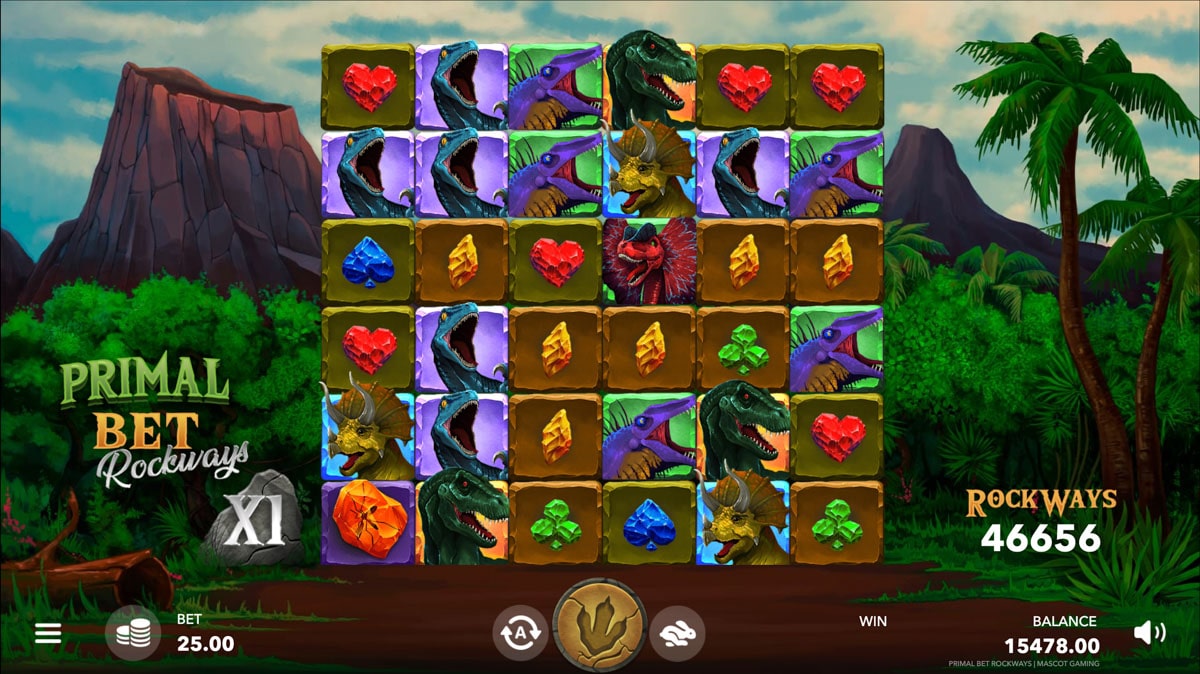 PRIMAL
BET
Rockways
X1
ROCKWAYS
46656
BET
25.00
A
WIN
BALANCE
15478.00
PRIMAL BET ROCKWAYS | MASCOT GAMING